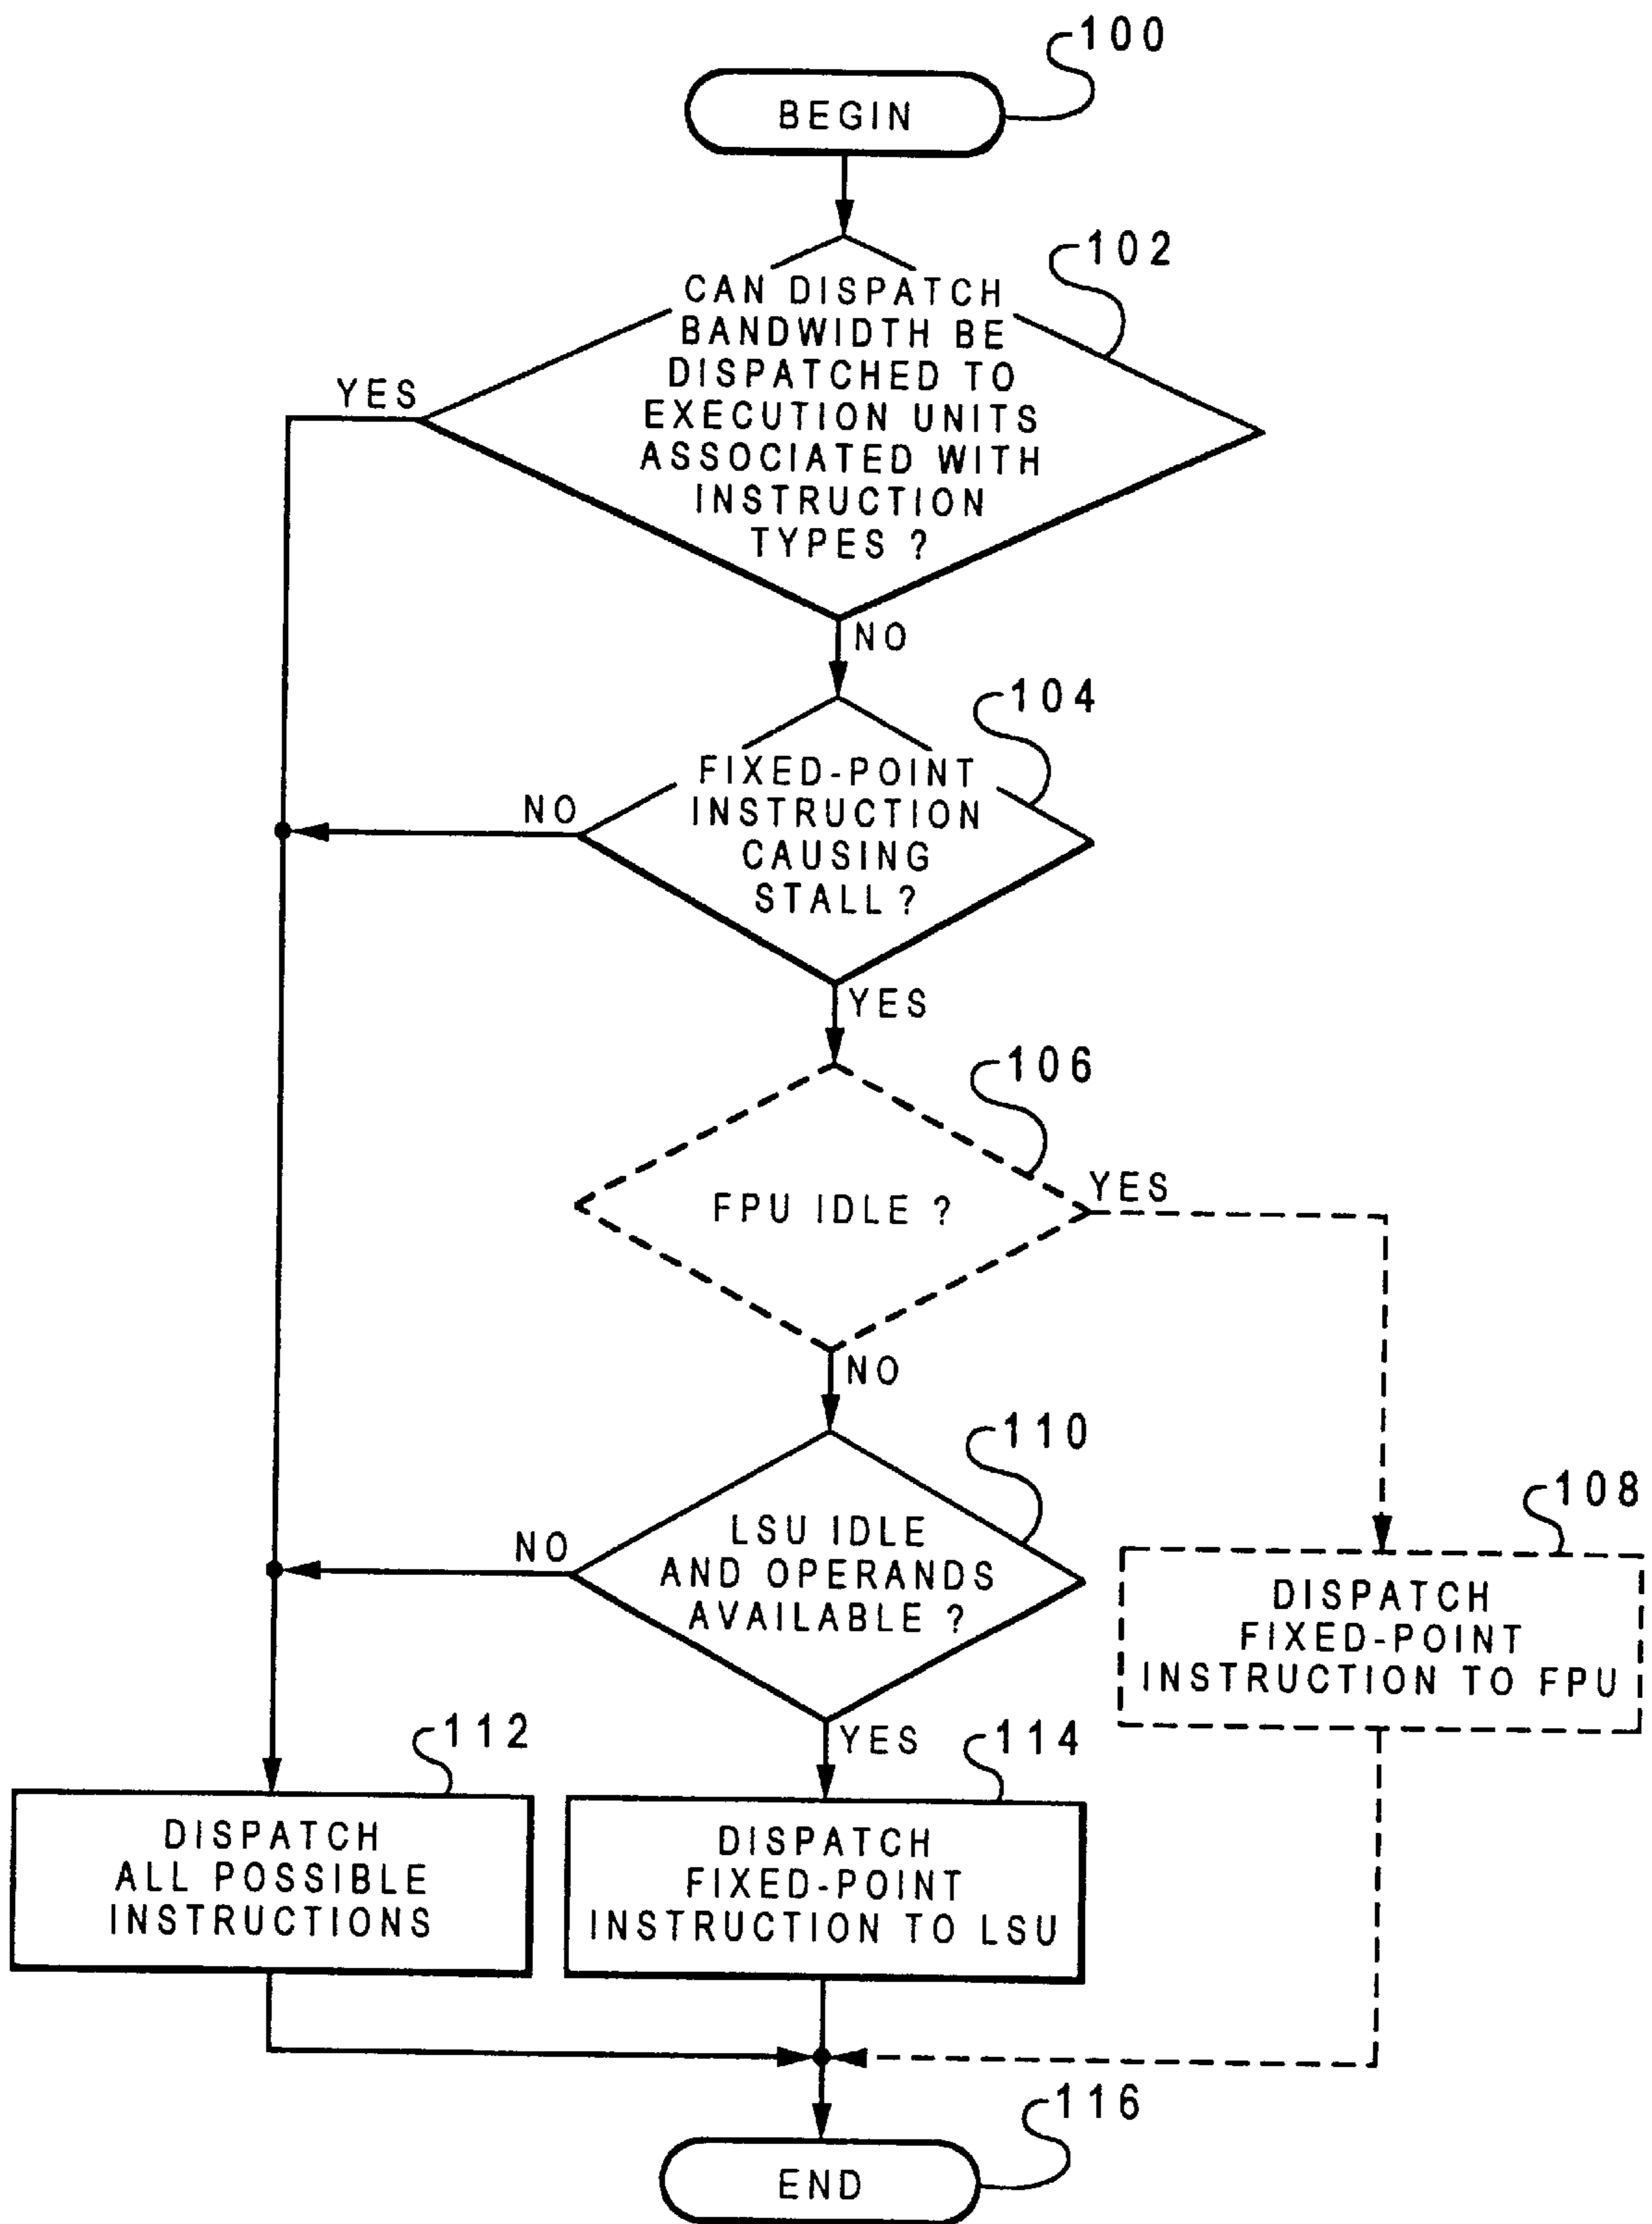 100
BEGIN
102
CAN DISPATCH
BANDWIDTH BE
DISPATCHED TO
EXECUTION UNITS
ASSOCIATED WITH
INSTRUCTION
TYPES ?
YES
NO
104
FIXED-POINT
INSTRUCTION
CAUSING
STALL ?
NO
YES
106
FPU IDLE ?
YES
NO
110
LSU IDLE
AND OPERANDS
AVAILABLE ?
NO
YES
108
DISPATCH
FIXED-POINT
INSTRUCTION TO FPU
112
DISPATCH
ALL POSSIBLE
INSTRUCTIONS
114
DISPATCH
FIXED-POINT
INSTRUCTION TO LSU
116
END